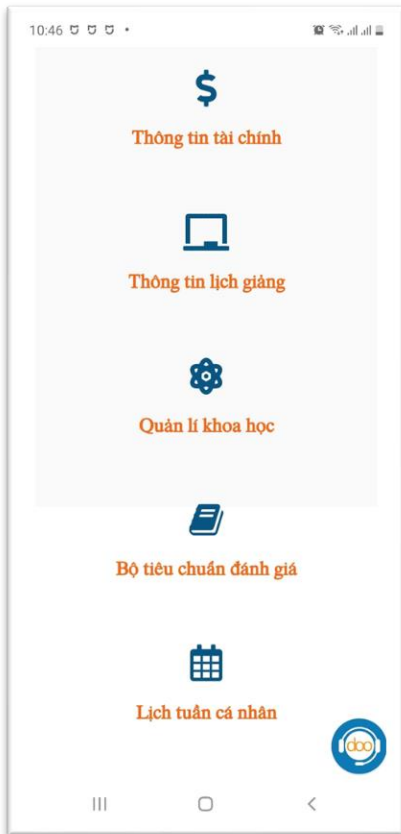 10:46
Thông tin tài chính
Thông tin lịch giảng
Quản lí khoa học
Bộ tiêu chuẩn đánh giá
Lịch tuần cá nhân
doo